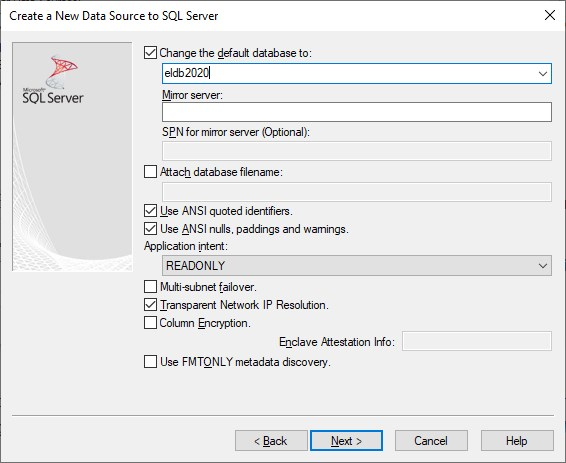 Create a New Data Source to SQL Server
Microsoft
SQL Server
Change the default database to:
eldb2020
Mirror server:
SPN for mirror server (Optional):
Attach database filename:
Use ANSI quoted identifiers.
Use ANSI nulls, paddings and warnings.
Application intent:
READONLY
Multi-subnet failover.
Transparent Network IP Resolution.
Column Encryption.
Enclave Attestation Info:
Use FMTONLY metadata discovery.
< Back Next > Cancel Help